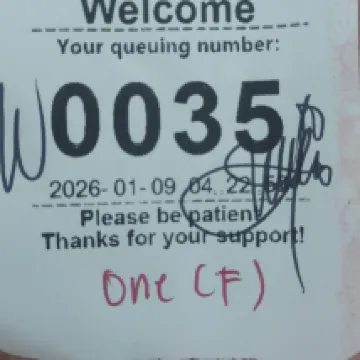 Welcome
Your queuing number:
W0035
2026-01-09 04:22
Please be patient
Thanks for your support!
One (F)